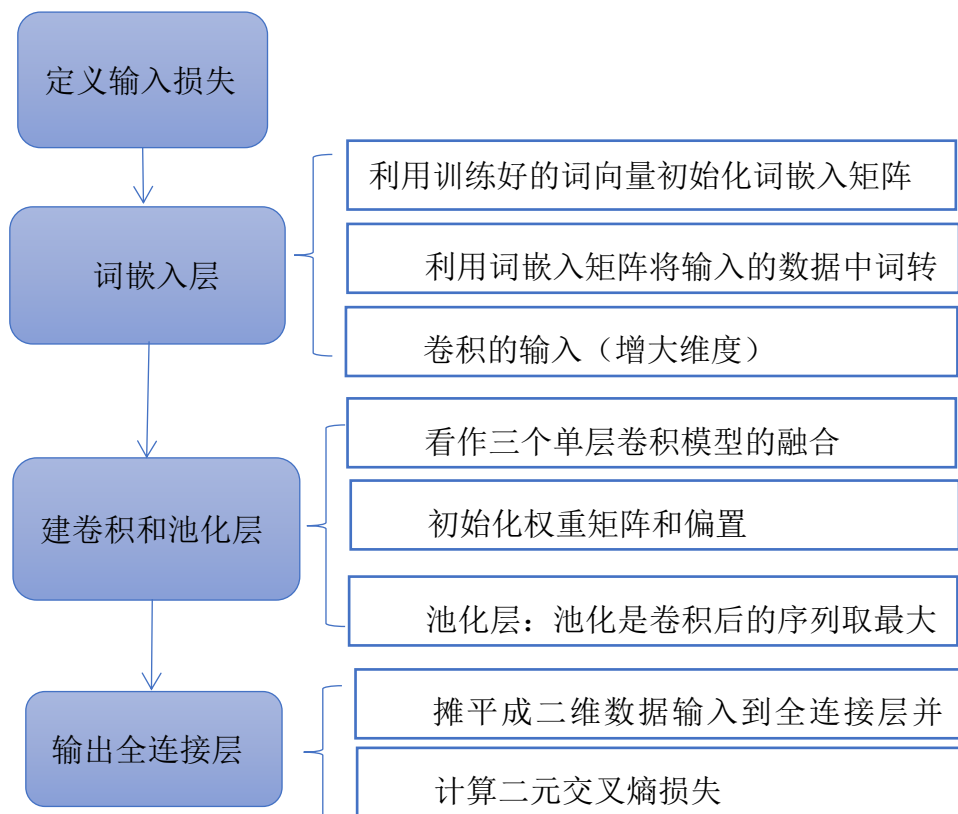 定义输入损失
利用训练好的词向量初始化词嵌入矩阵
词嵌入层
利用词嵌入矩阵将输入的数据中词转
卷积的输入（增大维度）
看作三个单层卷积模型的融合
建卷积和池化层
初始化权重矩阵和偏置
池化层：池化是卷积后的序列取最大
摊平成二维数据输入到全连接层并
输出全连接层
计算二元交叉熵损失